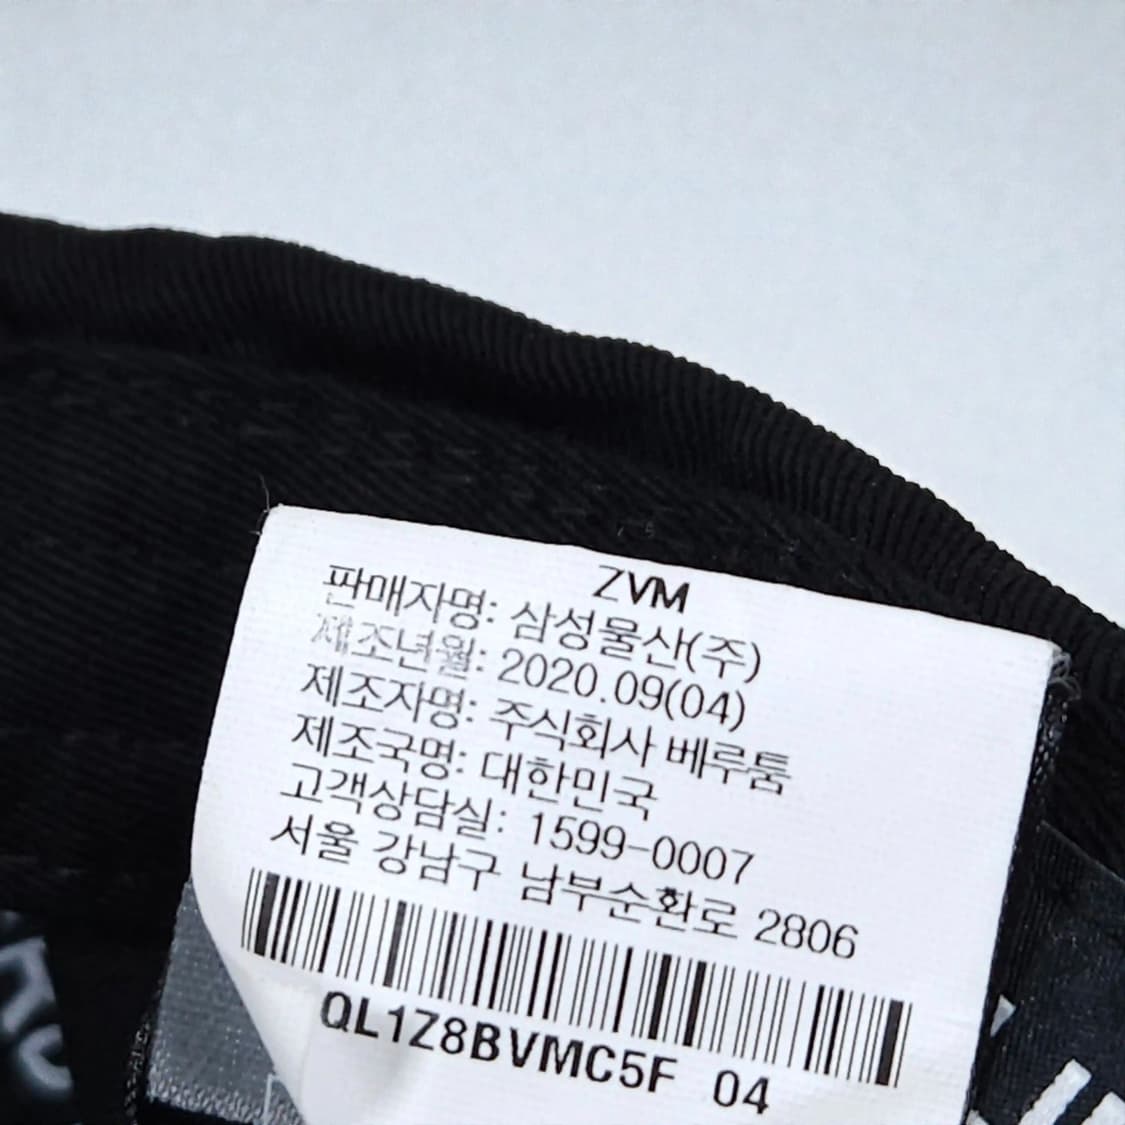 ZVM
판매자명: 삼성물산(주)
제조년월: 2020.09(04)
제조자명: 주식회사 베루툼
제조국명: 대한민국
고객상담실: 1599-0007
서울 강남구 남부순환로 2806
QL1Z8BVMC5F 04